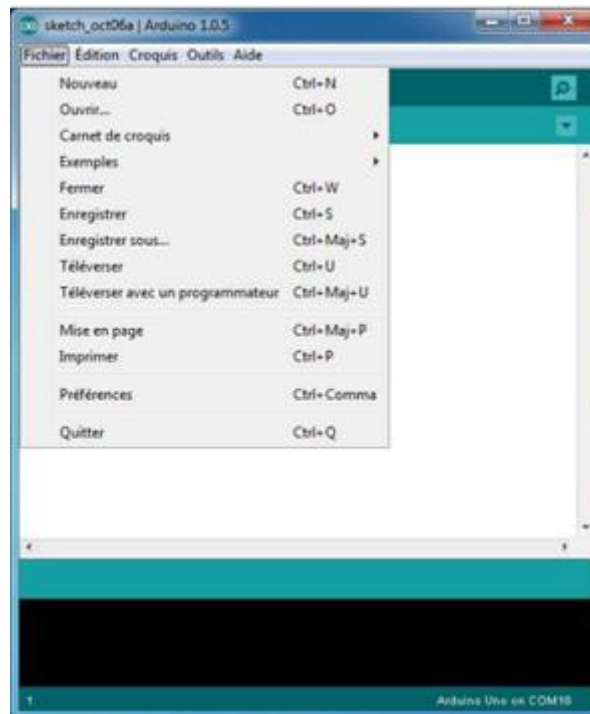 sketch_oct06a | Arduino 1.0.5
Fichier Édition Croquis Outils Aide
Nouveau Ctrl+N
Ouvrir... Ctrl+O
Carnet de croquis
Exemples
Fermer Ctrl+W
Enregistrer Ctrl+S
Enregistrer sous... Ctrl+Maj+S
Téléverser Ctrl+U
Téléverser avec un programmateur Ctrl+Maj+U
Mise en page Ctrl+Maj+P
Imprimer Ctrl+P
Préférences Ctrl+Comma
Quitter Ctrl+Q
1 Arduino Uno on COM18